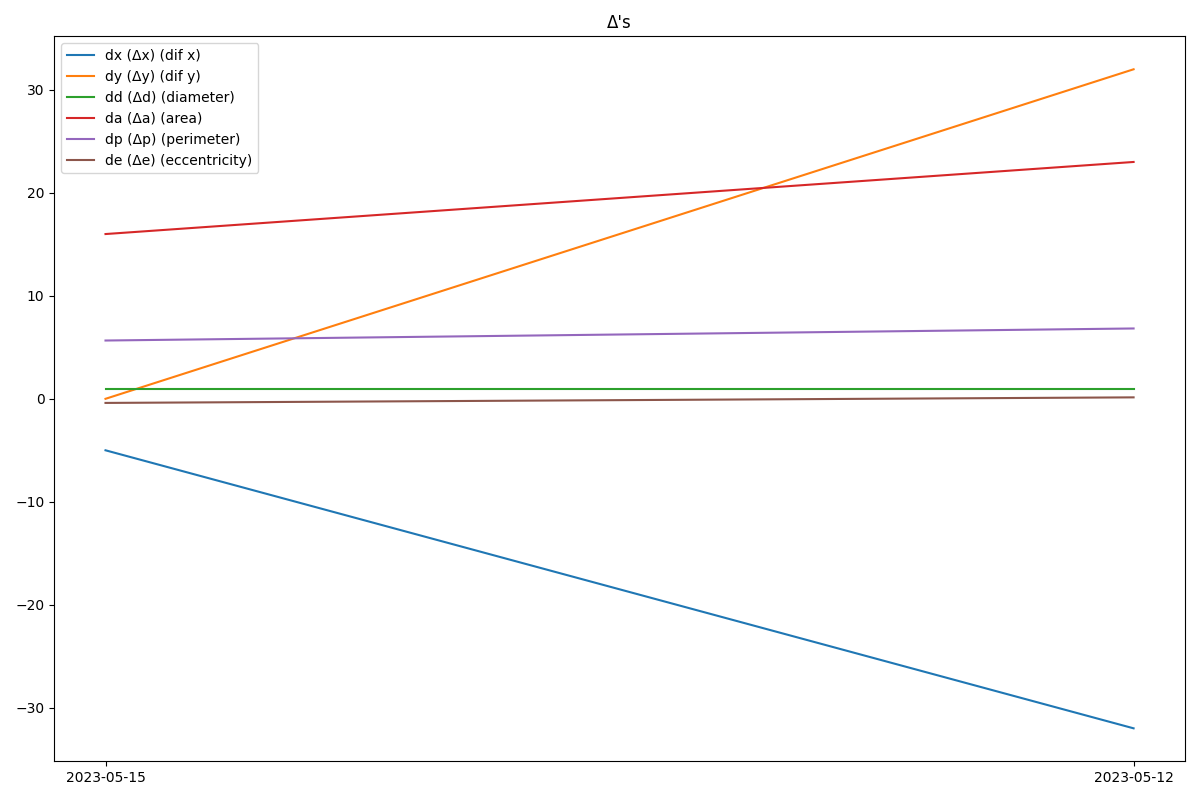 Δ's
dx (Δx) (dif x)
dy (Δy) (dif y)
dd (Δd) (diameter)
da (Δa) (area)
dp (Δp) (perimeter)
de (Δe) (eccentricity)
30
20
10
0
−10
−20
−30
2023-05-15 2023-05-12